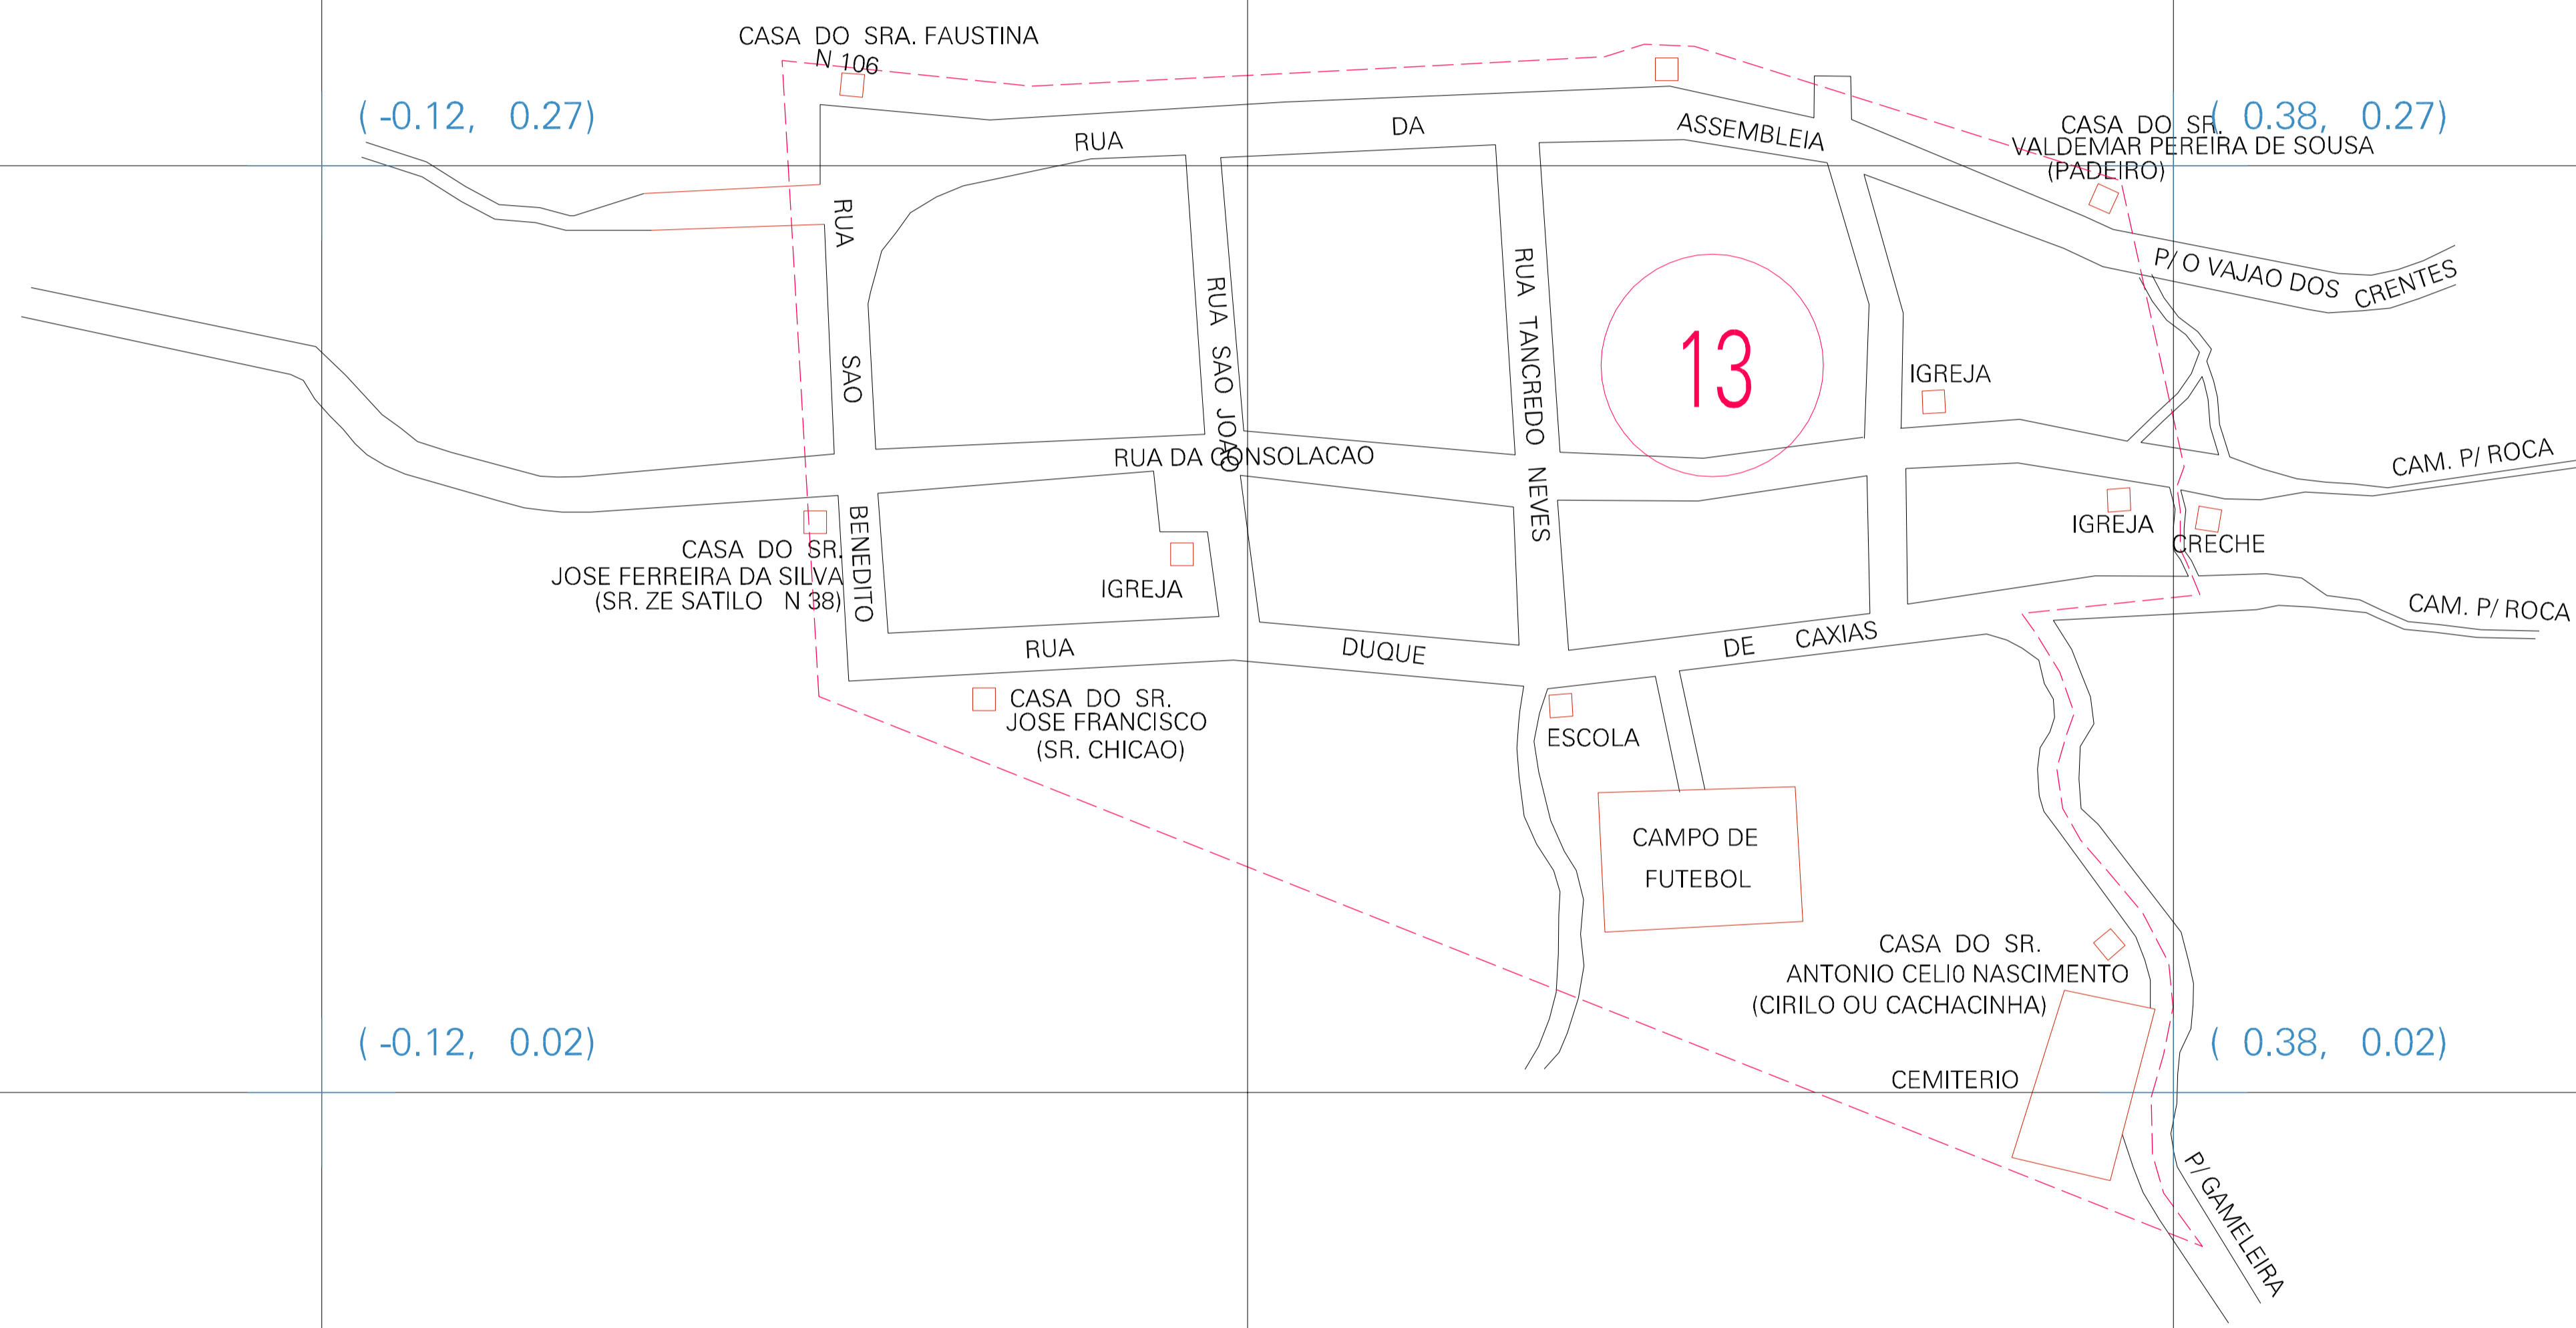 CASA DO SRA. FAUSTINA
N 106
( -0.12, 0.27)
( 0.38, 0.27)
CASA DO SR.
VALDEMAR PEREIRA DE SOUSA
(PADEIRO)
RUA DA ASSEMBLEIA
RUA SAO BENEDITO
RUA SAO JOAO
RUA TANCREDO NEVES
P/ O VAJAO DOS CRENTES
13
IGREJA
RUA DA CONSOLACAO
CAM. P/ ROCA
IGREJA
CRECHE
CASA DO SR.
JOSE FERREIRA DA SILVA
(SR. ZE SATILO N 38)
IGREJA
CAM. P/ ROCA
RUA DUQUE DE CAXIAS
CASA DO SR.
JOSE FRANCISCO
(SR. CHICAO)
ESCOLA
CAMPO DE
FUTEBOL
CASA DO SR.
ANTONIO CELI0 NASCIMENTO
(CIRILO OU CACHACINHA)
( -0.12, 0.02)
( 0.38, 0.02)
CEMITERIO
P/ GAMELEIRA